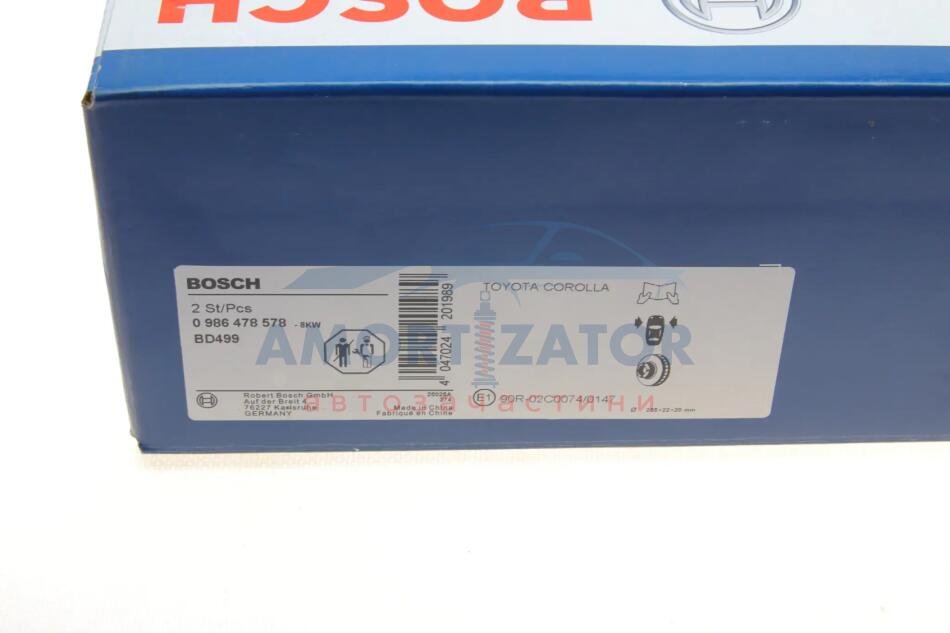 BOSCH
BOSCH
2 St/Pcs
0 986 478 578 - 8KW
BD499
TOYOTA COROLLA
4 047024 201989
AMORTIZATOR
автозапчастини
Robert Bosch GmbH
Auf der Breit 4
76227 Karlsruhe
GERMANY
Made in China
Fabriqué en Chine
E1 90R-02C0074/0147